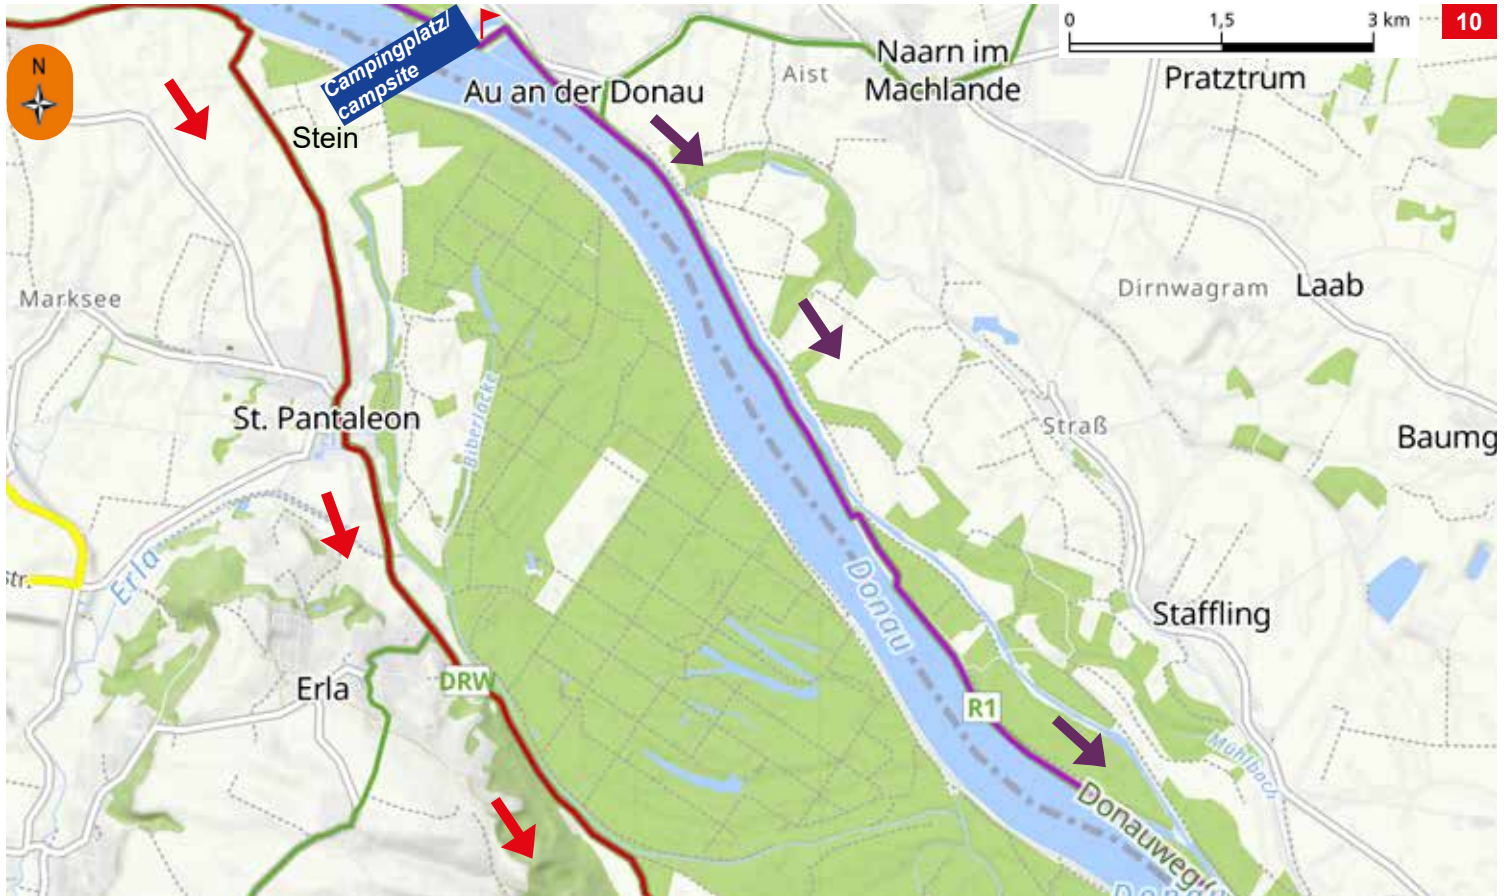 0 1,5 3 km
10
N
Campingplatz/
campsite
Naarn im
Machlande
Aist
Pratztrum
Au an der Donau
Stein
Marksee
Dirnwagram
Laab
St. Pantaleon
Biberlacke
Straß
Baumg
Erla
str.
Donau
Staffling
Erla
DRW
R1
Mühlbach
Donauweg
Donau